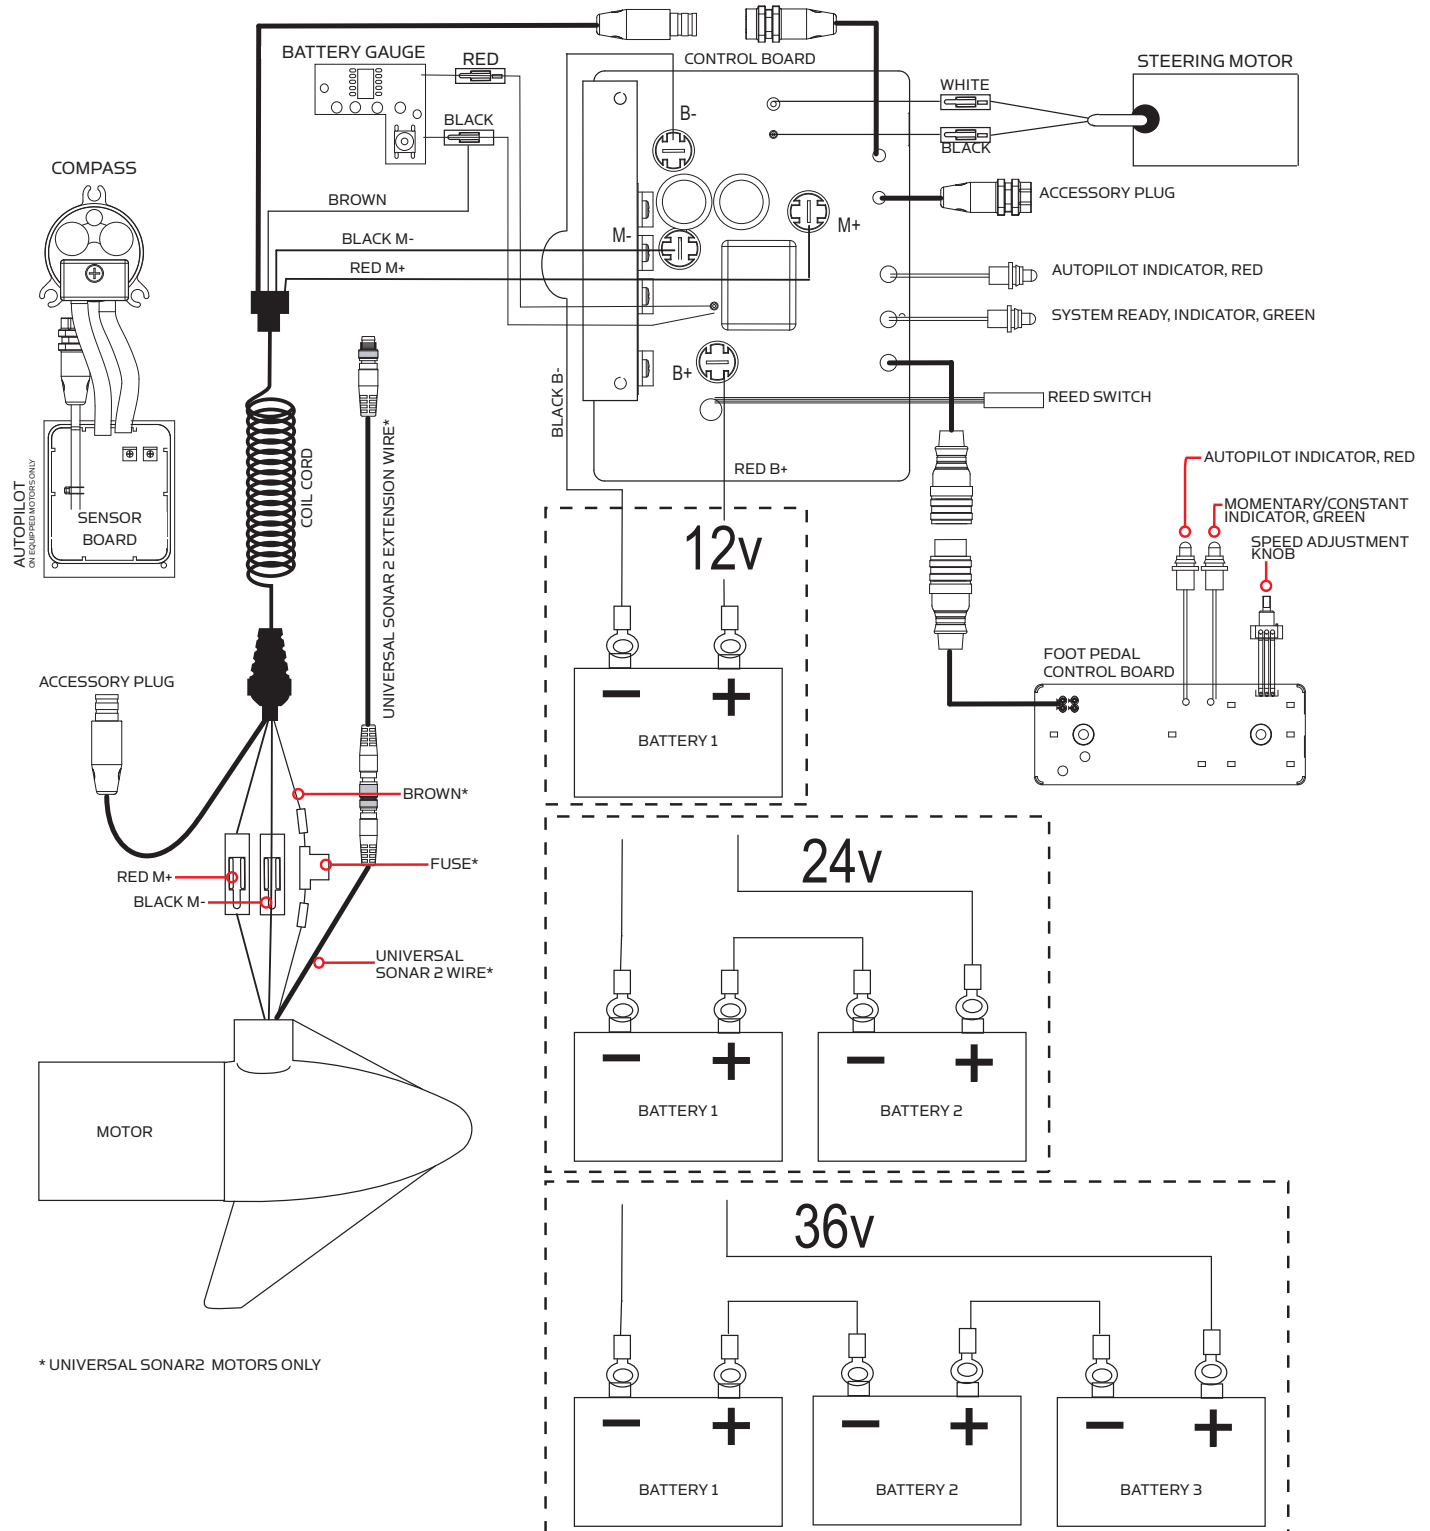 BATTERY GAUGE
RED
BLACK
CONTROL BOARD
STEERING MOTOR
WHITE
BLACK
B-
COMPASS
ACCESSORY PLUG
BROWN
M+
M-
BLACK M-
RED M+
AUTOPILOT INDICATOR, RED
SYSTEM READY, INDICATOR, GREEN
B+
BLACK B-
REED SWITCH
RED B+
COIL CORD
UNIVERSAL SONAR 2 EXTENSION WIRE*
AUTOPILOT
ON EQUIPPED MOTORS ONLY
SENSOR
BOARD
AUTOPILOT INDICATOR, RED
MOMENTARY/CONSTANT
INDICATOR, GREEN
SPEED ADJUSTMENT
KNOB
12v
FOOT PEDAL
CONTROL BOARD
ACCESSORY PLUG
BATTERY 1
BROWN*
24v
FUSE*
RED M+
BLACK M-
UNIVERSAL
SONAR 2 WIRE*
BATTERY 1
BATTERY 2
MOTOR
36v
* UNIVERSAL SONAR2 MOTORS ONLY
BATTERY 1
BATTERY 2
BATTERY 3